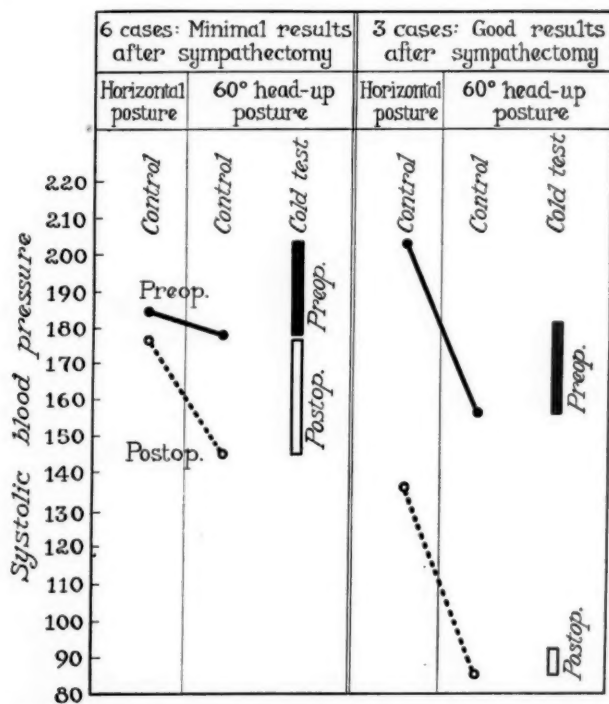 6 cases: Minimal results
after sympathectomy
3 cases: Good results
after sympathectomy
Horizontal
posture
60° head-up
posture
Horizontal
posture
60° head-up
posture
Control
Control
Cold test
Control
Control
Cold test
Systolic blood pressure
220
210
200
190
180
170
160
150
140
130
120
110
100
90
80
Preop.
Postop.
Preop.
Postop.
Preop.
Postop.